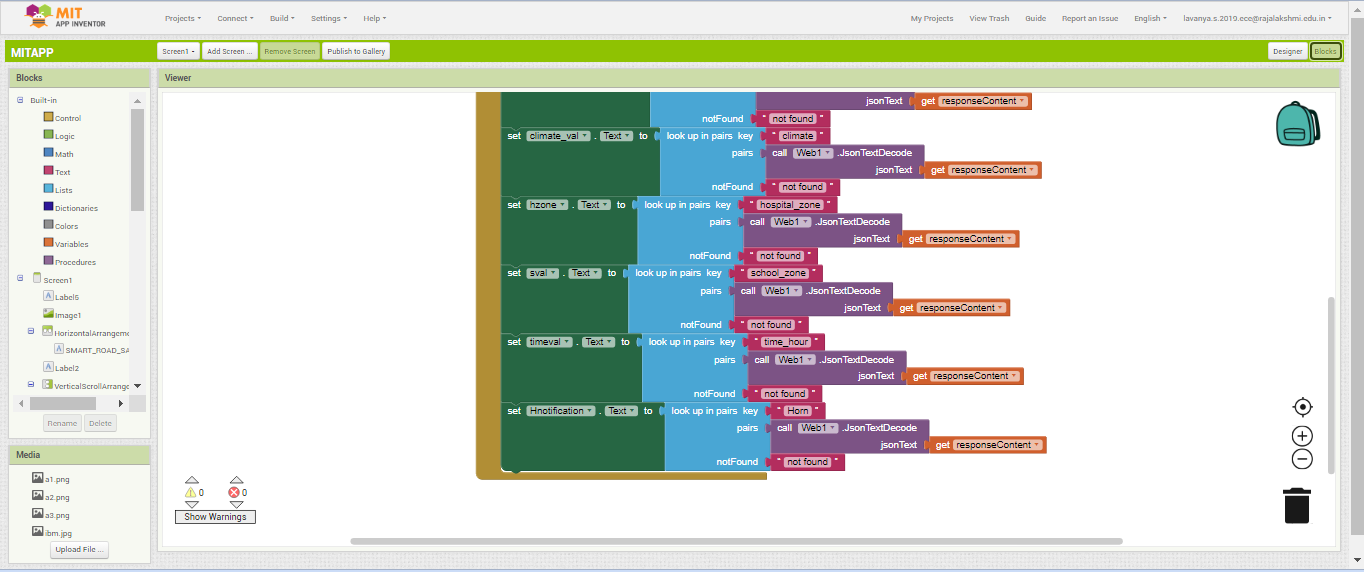 MIT
APP INVENTOR
Projects Connect Build Settings Help My Projects View Trash Guide Report an Issue English lavanya.s.2019.ece@rajalakshmi.edu.in
MITAPP Screen1 Add Screen ... Remove Screen Publish to Gallery Designer Blocks
Blocks
Built-in
Control
Logic
Math
Text
Lists
Dictionaries
Colors
Variables
Procedures
Screen1
Label5
Image1
HorizontalArrangeme
SMART_ROAD_SA
Label2
VerticalScrollArrange
Rename Delete
Media
a1.png
a2.png
a3.png
ibm.jpg
Upload File ...
Viewer
jsonText get responseContent
notFound " not found "
set climate_val . Text to look up in pairs key " climate "
pairs call Web1 .JsonTextDecode
jsonText get responseContent
notFound " not found "
set hzone . Text to look up in pairs key " hospital_zone "
pairs call Web1 .JsonTextDecode
jsonText get responseContent
notFound " not found "
set sval . Text to look up in pairs key " school_zone "
pairs call Web1 .JsonTextDecode
jsonText get responseContent
notFound " not found "
set timeval . Text to look up in pairs key " time_hour "
pairs call Web1 .JsonTextDecode
jsonText get responseContent
notFound " not found "
set Hnotification . Text to look up in pairs key " Horn "
pairs call Web1 .JsonTextDecode
jsonText get responseContent
notFound " not found "
0 0
Show Warnings